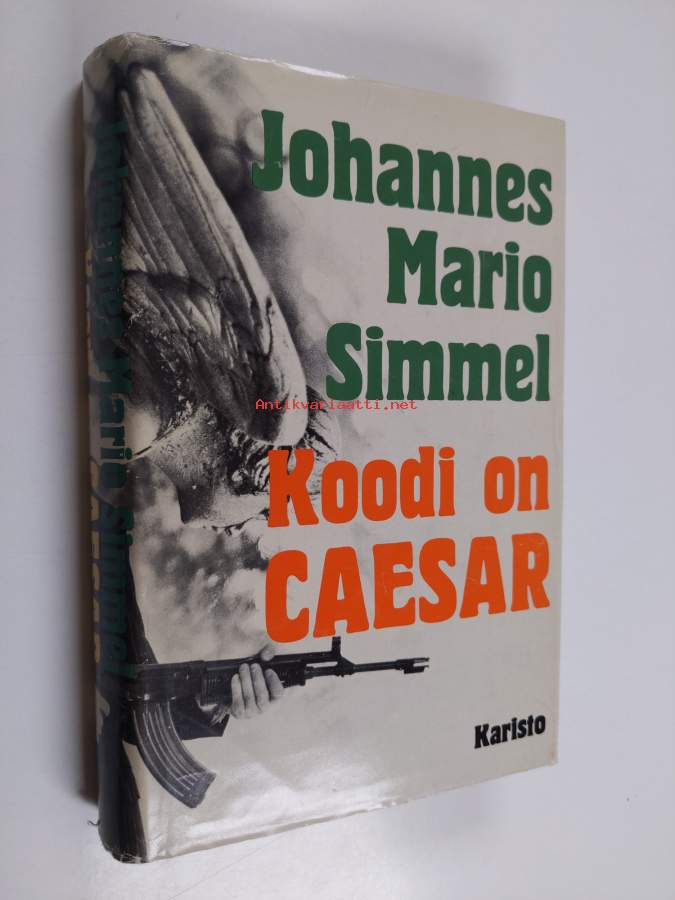 Johannes
Mario
Simmel
Antikvariaatti.net
Koodi on
CAESAR
Karisto
Johannes Mario Simmel